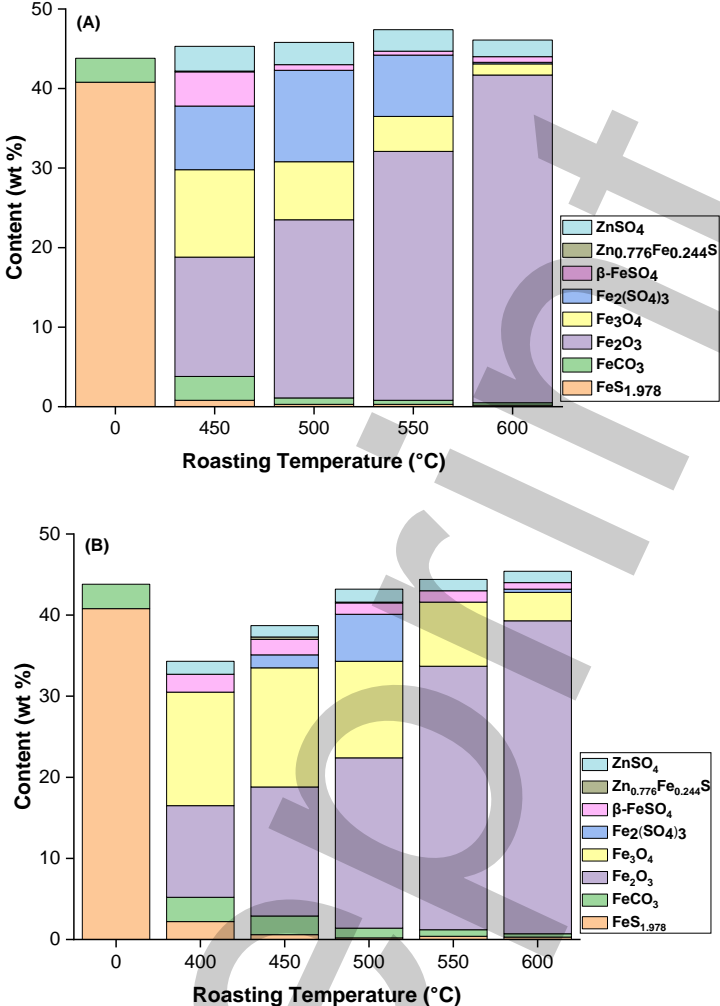 50
(A)
40
30
20
10
0
Content (wt %)
0 450 500 550 600
Roasting Temperature (°C)
ZnSO4
Zn0.776Fe0.244S
β-FeSO4
Fe2(SO4)3
Fe3O4
Fe2O3
FeCO3
FeS1.978
50
(B)
40
30
20
10
0
Content (wt %)
0 400 450 500 550 600
Roasting Temperature (°C)
ZnSO4
Zn0.776Fe0.244S
β-FeSO4
Fe2(SO4)3
Fe3O4
Fe2O3
FeCO3
FeS1.978